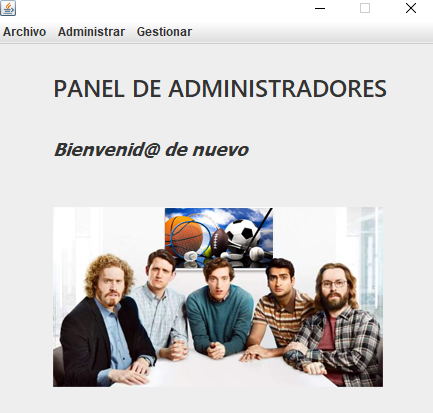 Archivo Administrar Gestionar
PANEL DE ADMINISTRADORES
Bienvenid@ de nuevo